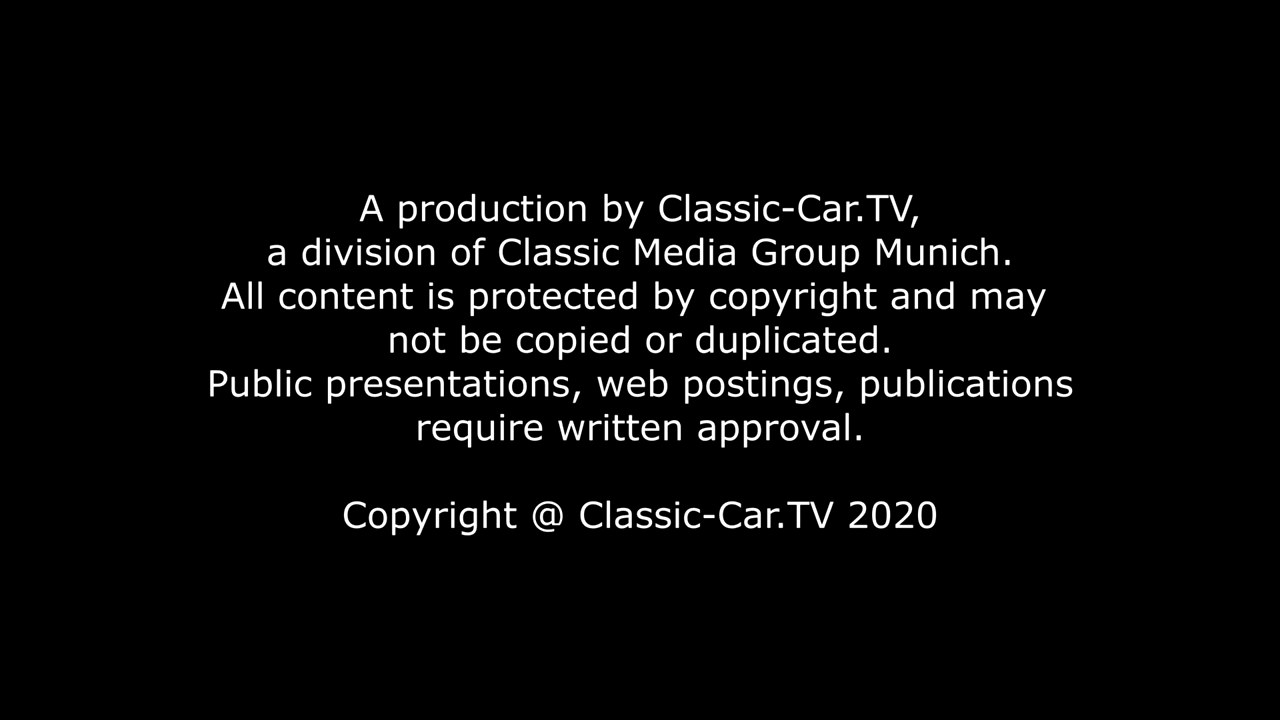 A production by Classic-Car.TV,
a division of Classic Media Group Munich.
All content is protected by copyright and may
not be copied or duplicated.
Public presentations, web postings, publications
require written approval.
Copyright @ Classic-Car.TV 2020